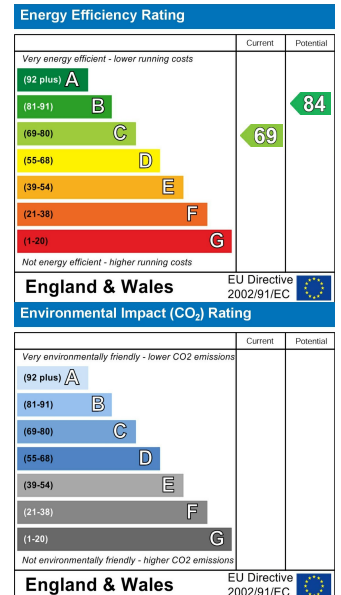 Energy Efficiency Rating
Current Potential
Very energy efficient - lower running costs
(92 plus) A
(81-91) B
84
(69-80) C
69
(55-68) D
(39-54) E
(21-38) F
(1-20) G
Not energy efficient - higher running costs
England & Wales
EU Directive
2002/91/EC
Environmental Impact (CO₂) Rating
Current Potential
Very environmentally friendly - lower CO2 emissions
(92 plus) A
(81-91) B
(69-80) C
(55-68) D
(39-54) E
(21-38) F
(1-20) G
Not environmentally friendly - higher CO2 emissions
England & Wales
EU Directive
2002/91/EC